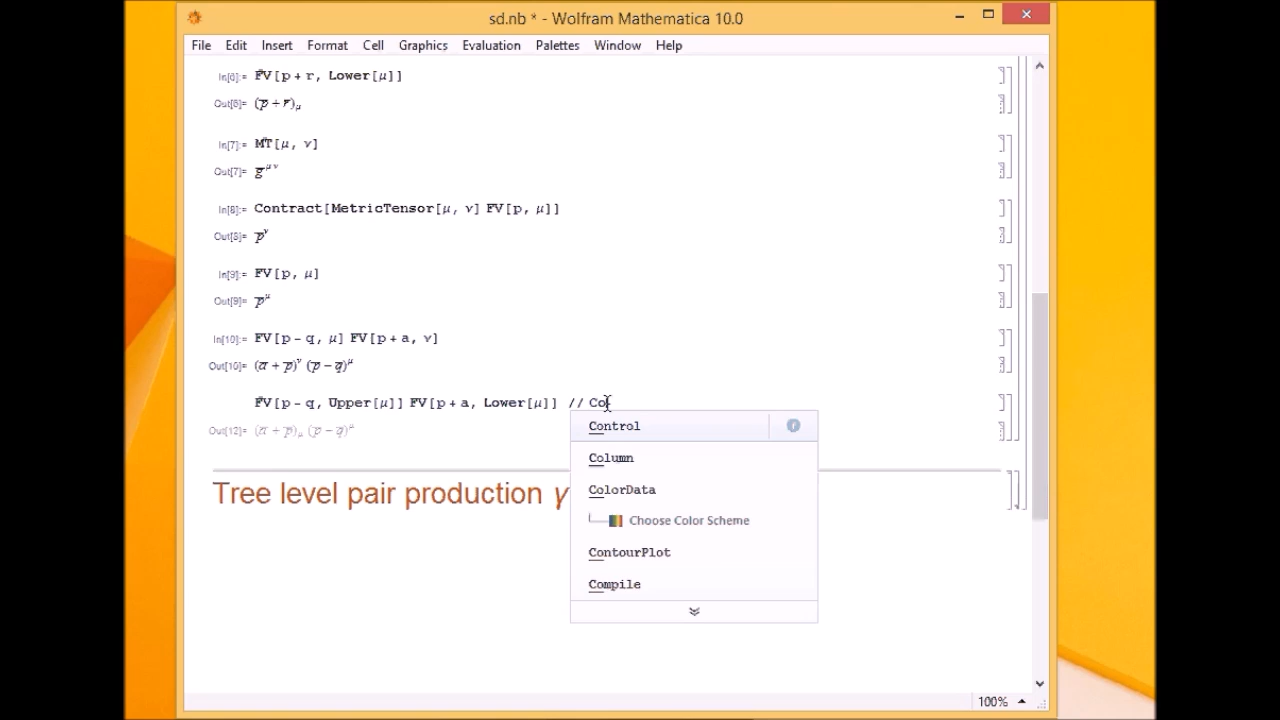 sd.nb * - Wolfram Mathematica 10.0
File Edit Insert Format Cell Graphics Evaluation Palettes Window Help
In[6]:= FV[p + r, Lower[μ]]
Out[6]= (p + r)μ
In[7]:= MT[μ, ν]
Out[7]= g^μν
In[8]:= Contract[MetricTensor[μ, ν] FV[p, μ]]
Out[8]= p^ν
In[9]:= FV[p, μ]
Out[9]= p^μ
In[10]:= FV[p - q, μ] FV[p + a, ν]
Out[10]= (a + p)^ν (p - q)^μ
FV[p - q, Upper[μ]] FV[p + a, Lower[μ]] // Co
Out[12]= (a + p)μ (p - q)^μ
Control
Column
ColorData
Choose Color Scheme
ContourPlot
Compile
Tree level pair production γ
100%